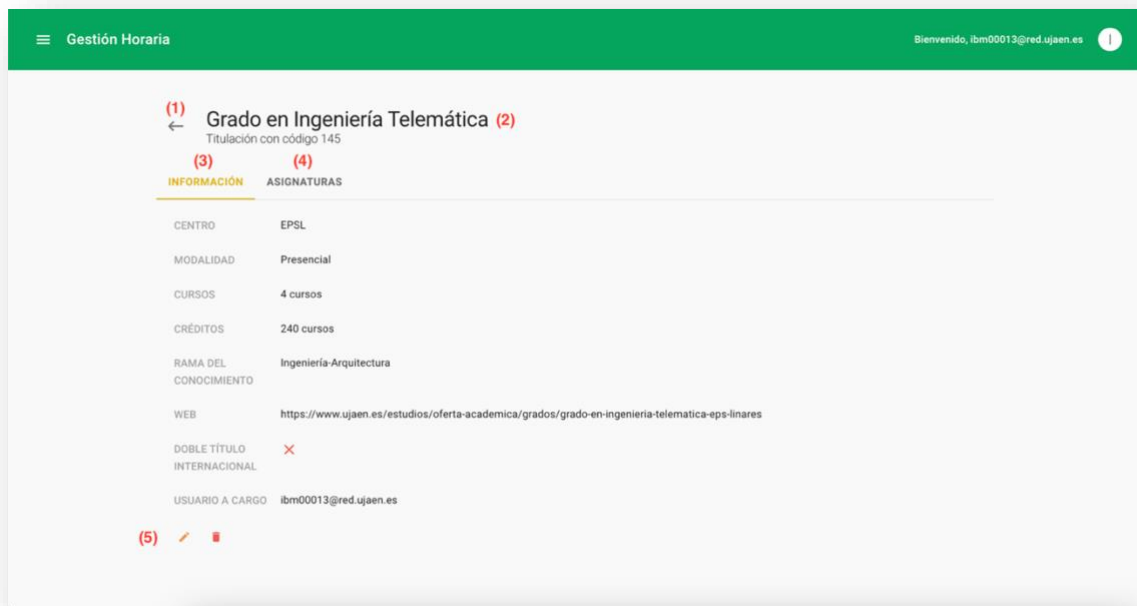 Gestión Horaria
Bienvenido, ibm00013@red.ujaen.es
I
(1)
Grado en Ingeniería Telemática (2)
Titulación con código 145
(3) (4)
INFORMACIÓN ASIGNATURAS
CENTRO EPSL
MODALIDAD Presencial
CURSOS 4 cursos
CRÉDITOS 240 cursos
RAMA DEL Ingeniería-Arquitectura
CONOCIMIENTO
WEB https://www.ujaen.es/estudios/oferta-academica/grados/grado-en-ingenieria-telematica-eps-linares
DOBLE TÍTULO
INTERNACIONAL
USUARIO A CARGO ibm00013@red.ujaen.es
(5)